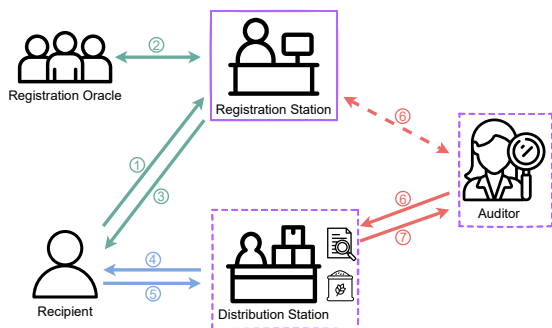 ②
Registration Oracle
Registration Station
①
⑥
③
⑥
Auditor
⑦
④
⑤
Recipient
Distribution Station